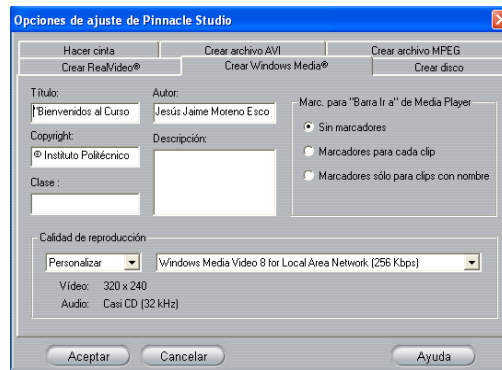 Opciones de ajuste de Pinnacle Studio
Hacer cinta
Crear archivo AVI
Crear archivo MPEG
Crear RealVideo®
Crear Windows Media®
Crear disco
Título:
Autor:
"Bienvenidos al Curso
Jesús Jaime Moreno Esco
Copyright:
Descripción:
© Instituto Politécnico
Clase :
Marc. para "Barra Ir a" de Media Player
Sin marcadores
Marcadores para cada clip
Marcadores sólo para clips con nombre
Calidad de reproducción
Personalizar
Windows Media Video 8 for Local Area Network (256 Kbps)
Vídeo: 320 x 240
Audio: Casi CD (32 kHz)
Aceptar
Cancelar
Ayuda